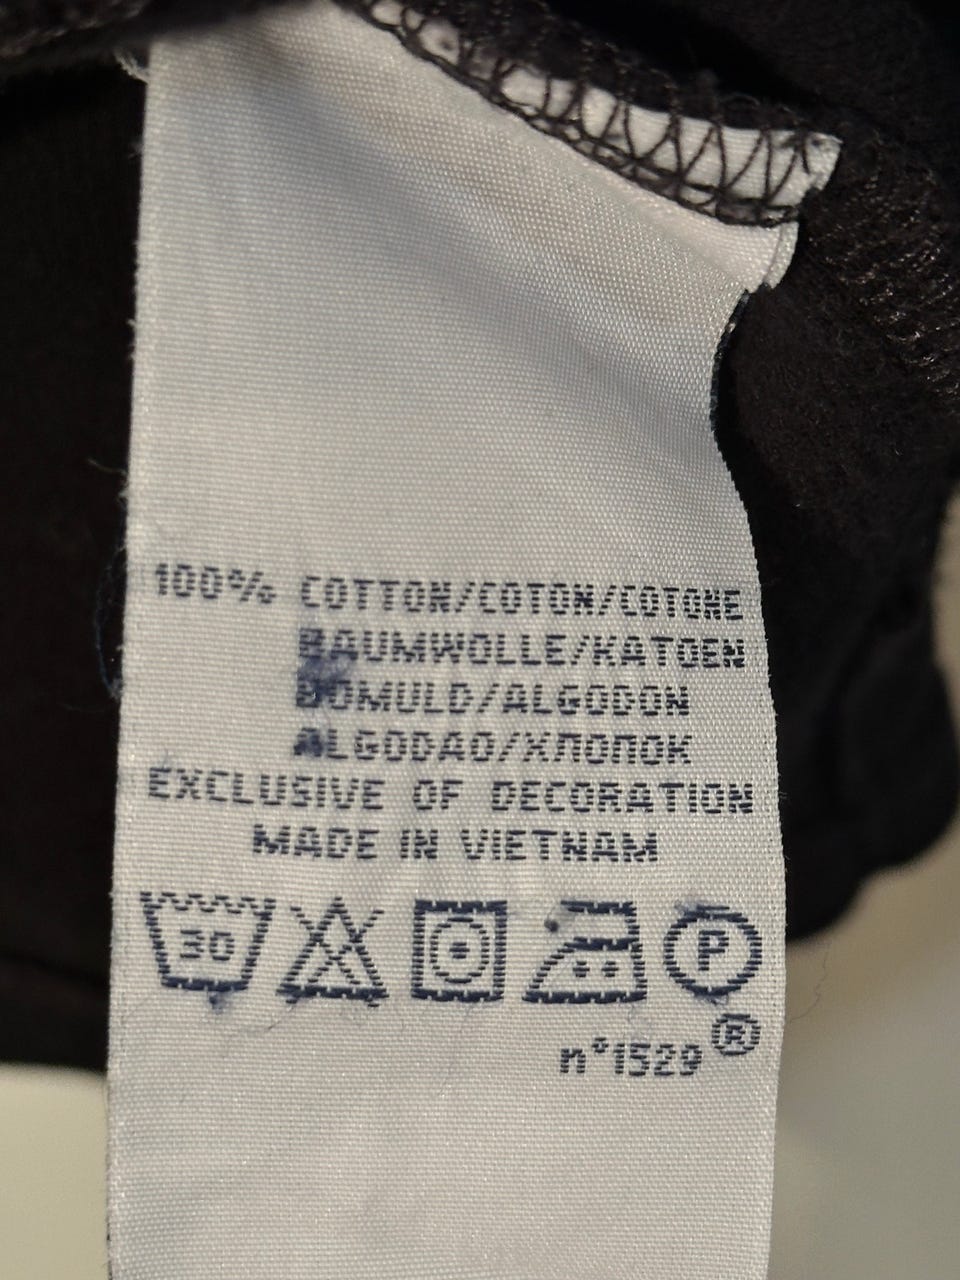 100% COTTON/COTON/COTONE
BAUMWOLLE/KATOEN
BOMULD/ALGODON
ALGODAO/ХЛОПОК
EXCLUSIVE OF DECORATION
MADE IN VIETNAM
30 P
n°1529 ®